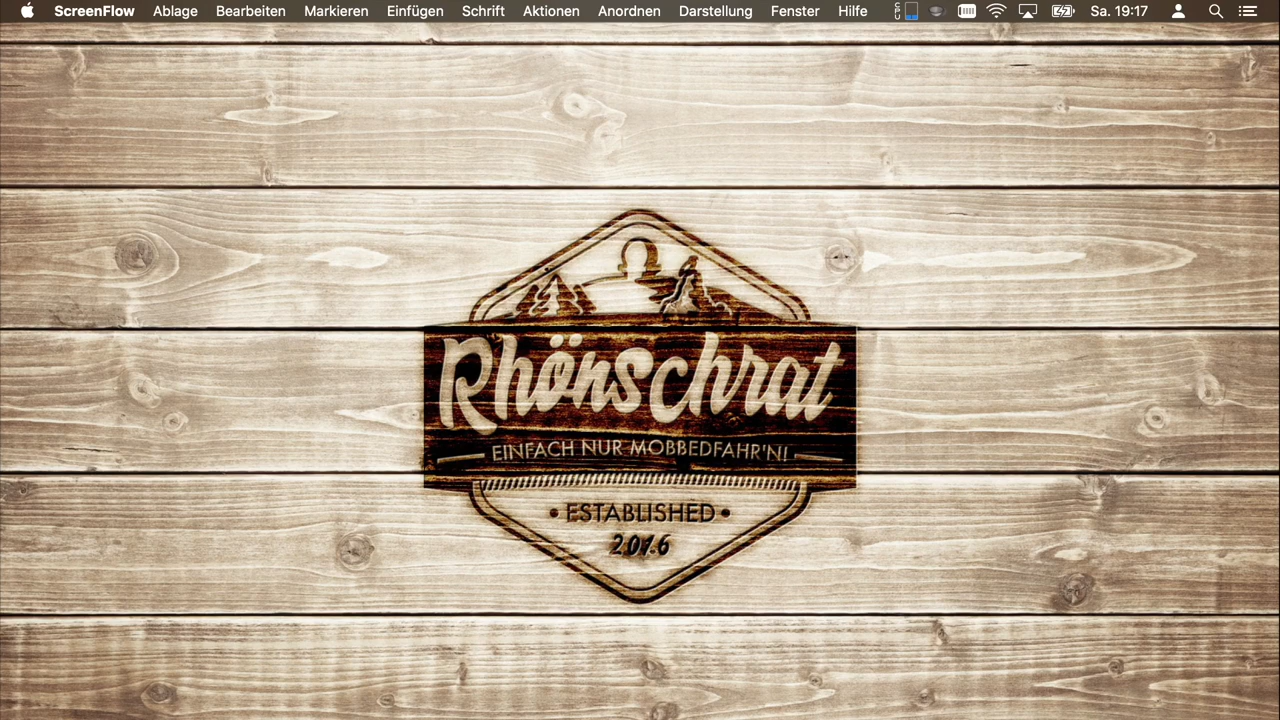 ScreenFlow Ablage Bearbeiten Markieren Einfügen Schrift Aktionen Anordnen Darstellung Fenster Hilfe CPU Sa. 19:17
Rhönschrat
EINFACH NUR MOBBEDFAHR'N!
• ESTABLISHED •
2016